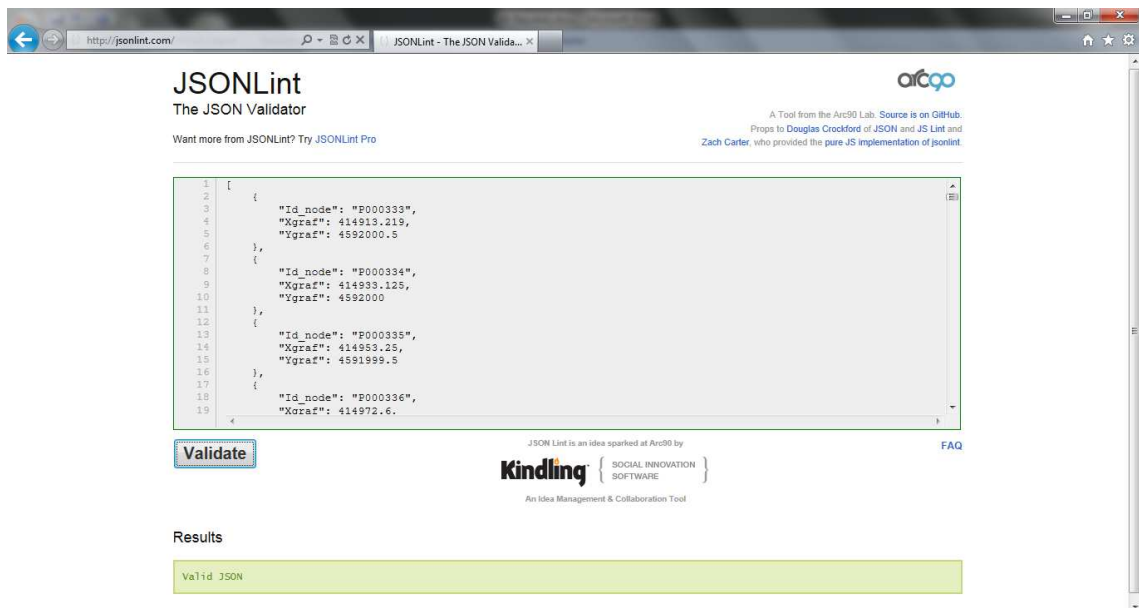 http://jsonlint.com/
JSONLint - The JSON Valida...
JSONLint
The JSON Validator
Want more from JSONLint? Try JSONLint Pro
arc90
A Tool from the Arc90 Lab. Source is on GitHub.
Props to Douglas Crockford of JSON and JS Lint and
Zach Carter, who provided the pure JS implementation of jsonlint.
1 [
2 {
3 "Id_node": "P000333",
4 "Xgraf": 414913.219,
5 "Ygraf": 4592000.5
6 },
7 {
8 "Id_node": "P000334",
9 "Xgraf": 414933.125,
10 "Ygraf": 4592000
11 },
12 {
13 "Id_node": "P000335",
14 "Xgraf": 414953.25,
15 "Ygraf": 4591999.5
16 },
17 {
18 "Id_node": "P000336",
19 "Xgraf": 414972.6,
Validate
JSON Lint is an idea sparked at Arc90 by
Kindling { SOCIAL INNOVATION
SOFTWARE }
An Idea Management & Collaboration Tool
FAQ
Results
Valid JSON